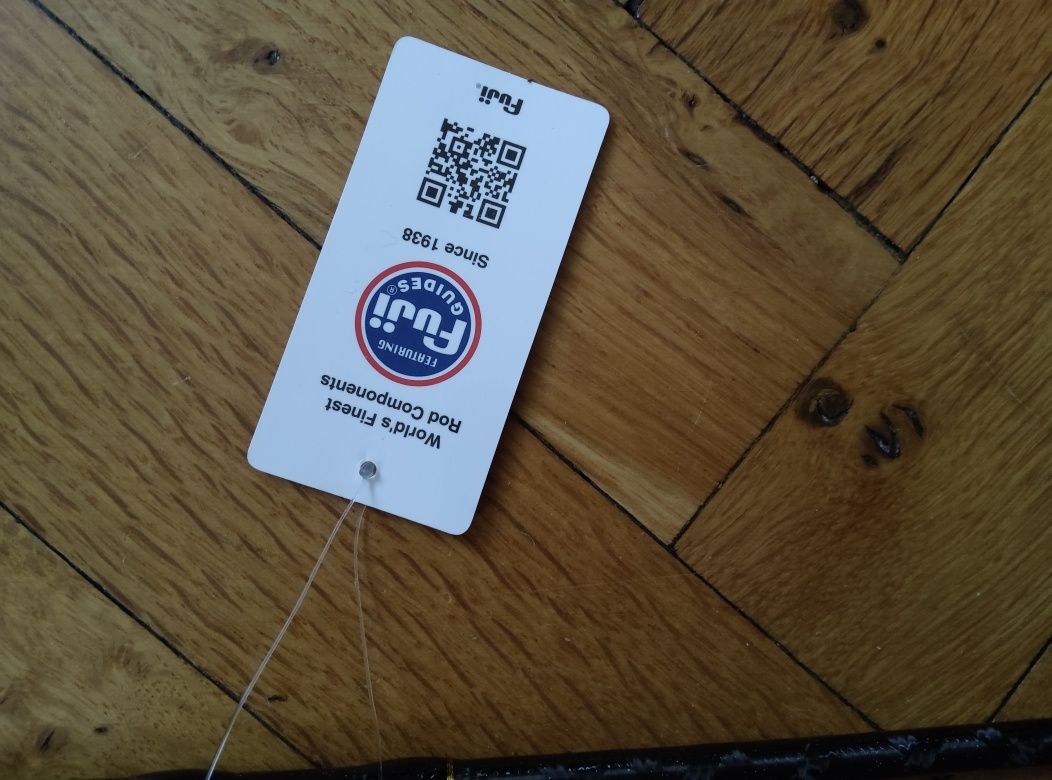 World's Finest
Rod Components
FEATURING
Fuji
GUIDES®
Since 1938
Fuji®